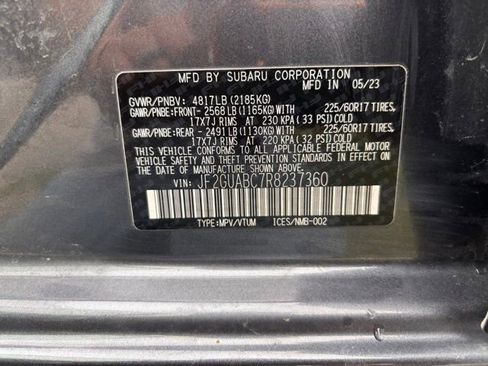 MFD BY SUBARU CORPORATION
MFD IN 05/23
GVWR/PNBV: 4817LB(2185KG)
GAWR/PNBE:FRONT- 2568LB(1165KG)WITH 225/60R17 TIRES,
17X7J RIMS AT 230 KPA(33 PSI)COLD
GAWR/PNBE:REAR -2491LB(1130KG)WITH 225/60R17 TIRES,
17X7J RIMS AT 220 KPA(32 PSI)COLD
THIS VEHICLE CONFORMS TO ALL APPLICABLE FEDERAL MOTOR
VEHICLE SAFETY AND THEFT PREVENTION STANDARDS IN EFFECT
ON THE DATE OF MANUFACTURE SHOWN ABOVE.
VIN: JF2GUABC7R8237360
TYPE:MPV/VTUM ICES/NMB-002